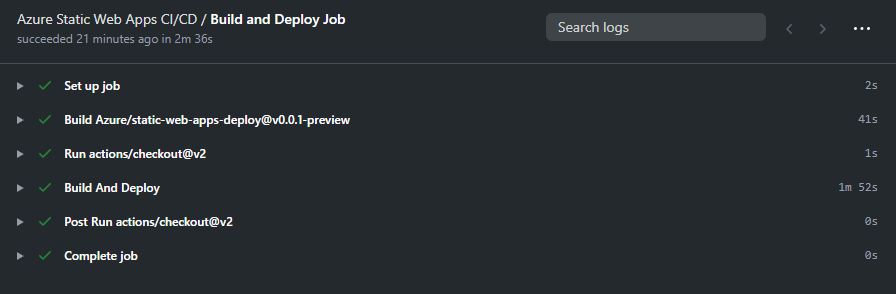 Azure Static Web Apps CI/CD / Build and Deploy Job
succeeded 21 minutes ago in 2m 36s
Search logs
Set up job 2s
Build Azure/static-web-apps-deploy@v0.0.1-preview 41s
Run actions/checkout@v2 1s
Build And Deploy 1m 52s
Post Run actions/checkout@v2 0s
Complete job 0s